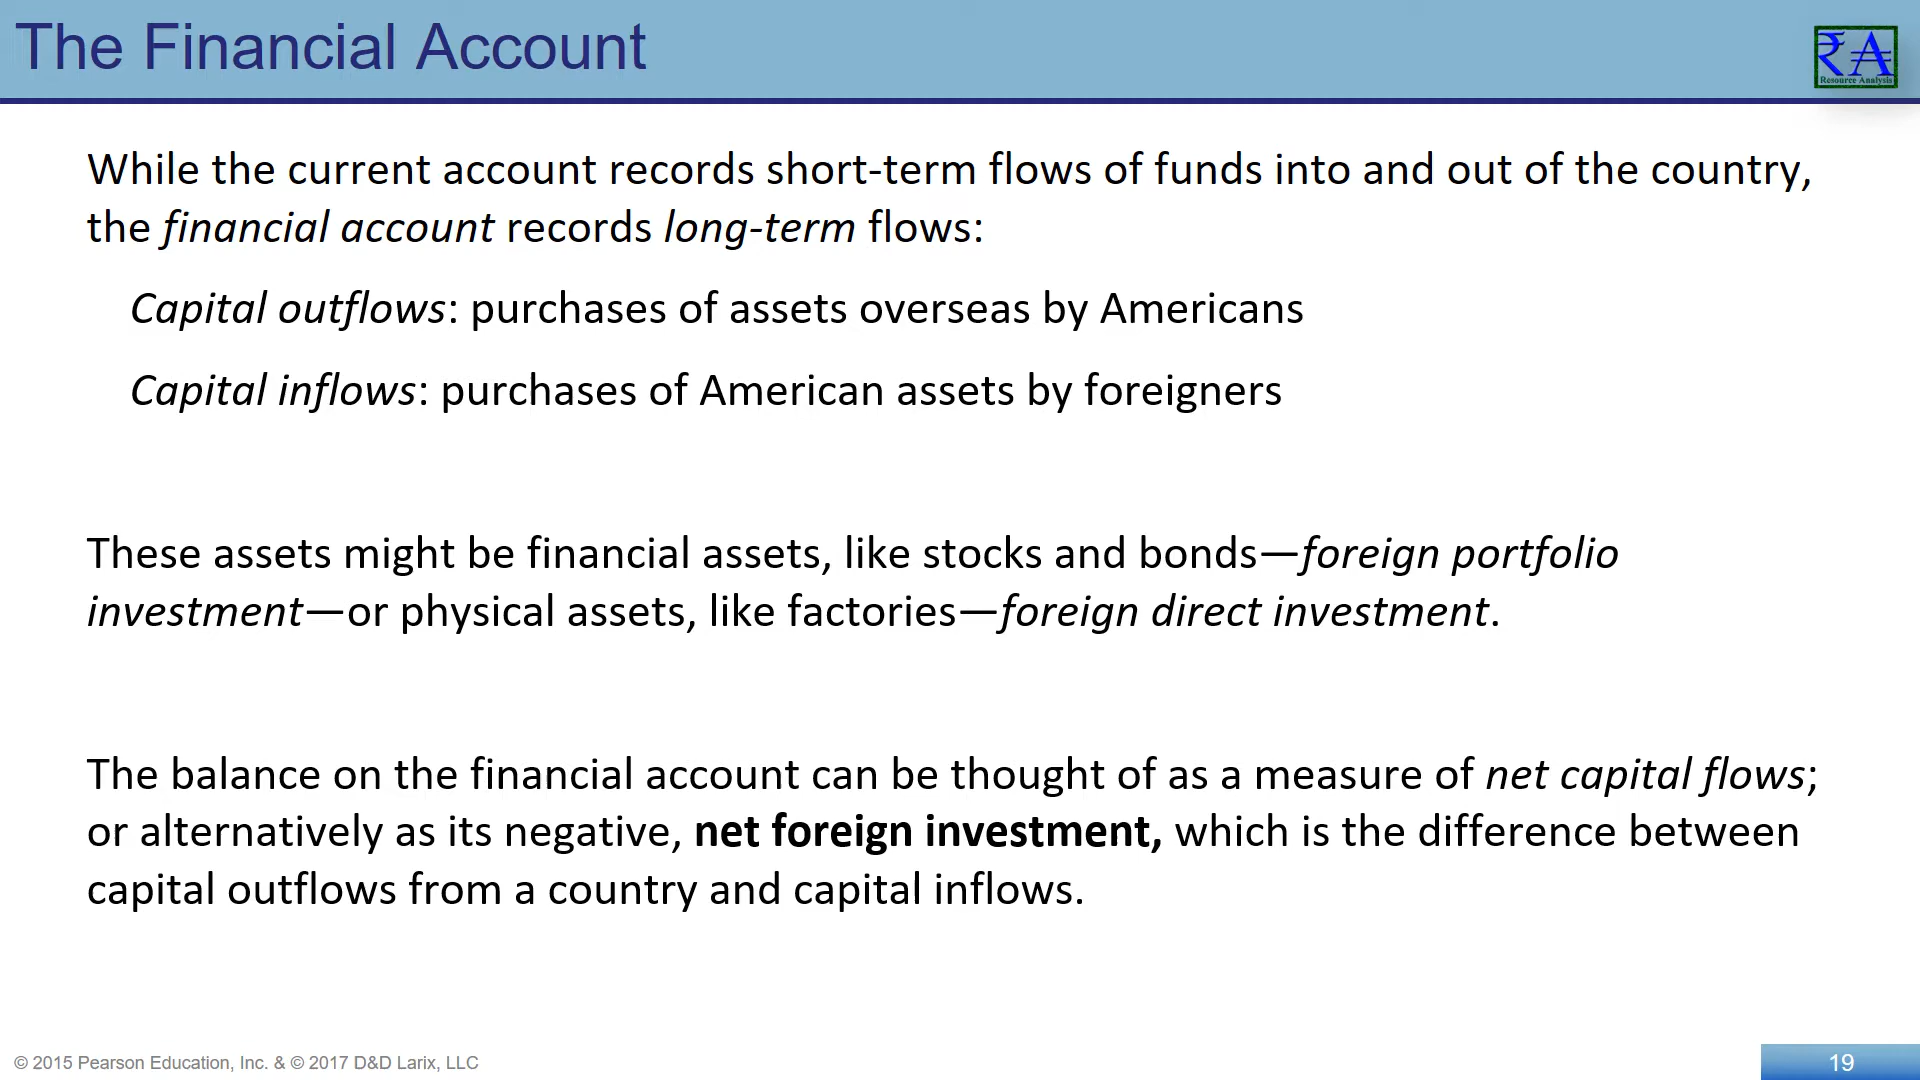 The Financial Account
₹A
Resource Analysis
While the current account records short-term flows of funds into and out of the country,
the financial account records long-term flows:
Capital outflows: purchases of assets overseas by Americans
Capital inflows: purchases of American assets by foreigners
These assets might be financial assets, like stocks and bonds—foreign portfolio
investment—or physical assets, like factories—foreign direct investment.
The balance on the financial account can be thought of as a measure of net capital flows;
or alternatively as its negative, net foreign investment, which is the difference between
capital outflows from a country and capital inflows.
© 2015 Pearson Education, Inc. & © 2017 D&D Larix, LLC
19